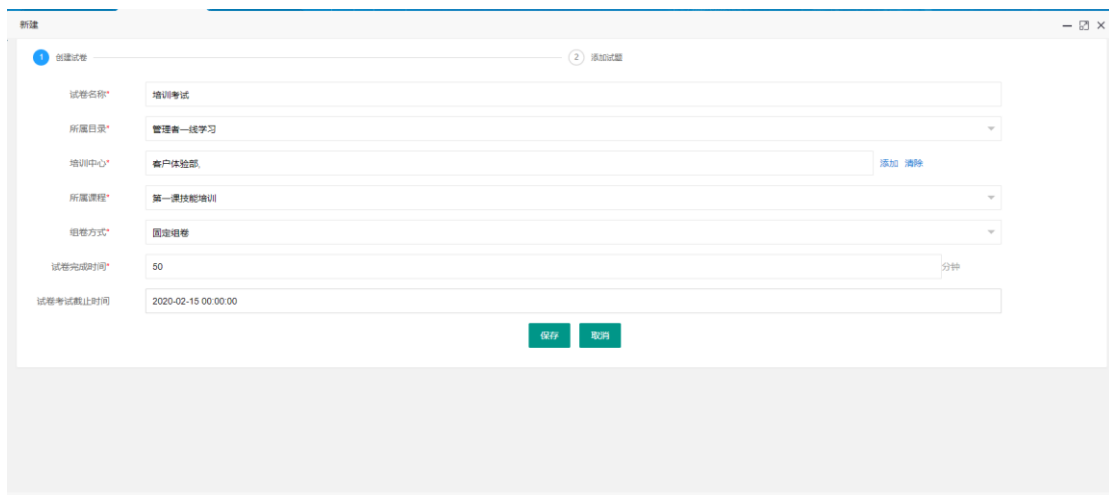 新建
1 创建试卷 2 添加试题
试卷名称* 培训考试
所属目录* 管理者一线学习
培训中心* 客户体验部, 添加 清除
所属课程* 第一课技能培训
组卷方式* 固定组卷
试卷完成时间* 50 分钟
试卷考试截止时间 2020-02-15 00:00:00
保存 取消